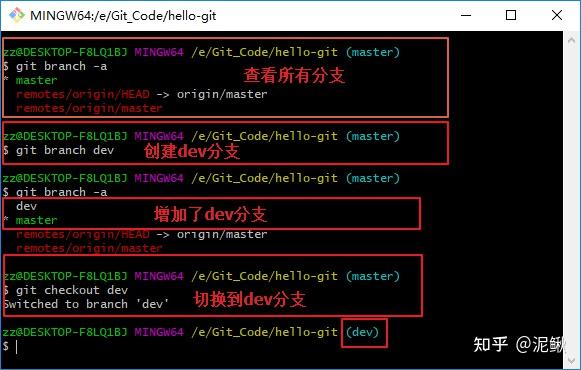 MINGW64:/e/Git_Code/hello-git
zz@DESKTOP-F8LQ1BJ MINGW64 /e/Git_Code/hello-git (master)
$ git branch -a
* master
remotes/origin/HEAD -> origin/master
remotes/origin/master
查看所有分支
zz@DESKTOP-F8LQ1BJ MINGW64 /e/Git_Code/hello-git (master)
$ git branch dev
创建dev分支
zz@DESKTOP-F8LQ1BJ MINGW64 /e/Git_Code/hello-git (master)
$ git branch -a
dev
* master
增加了dev分支
remotes/origin/HEAD -> origin/master
remotes/origin/master
zz@DESKTOP-F8LQ1BJ MINGW64 /e/Git_Code/hello-git (master)
$ git checkout dev
Switched to branch 'dev'
切换到dev分支
zz@DESKTOP-F8LQ1BJ MINGW64 /e/Git_Code/hello-git (dev)
$
知乎 @泥鳅